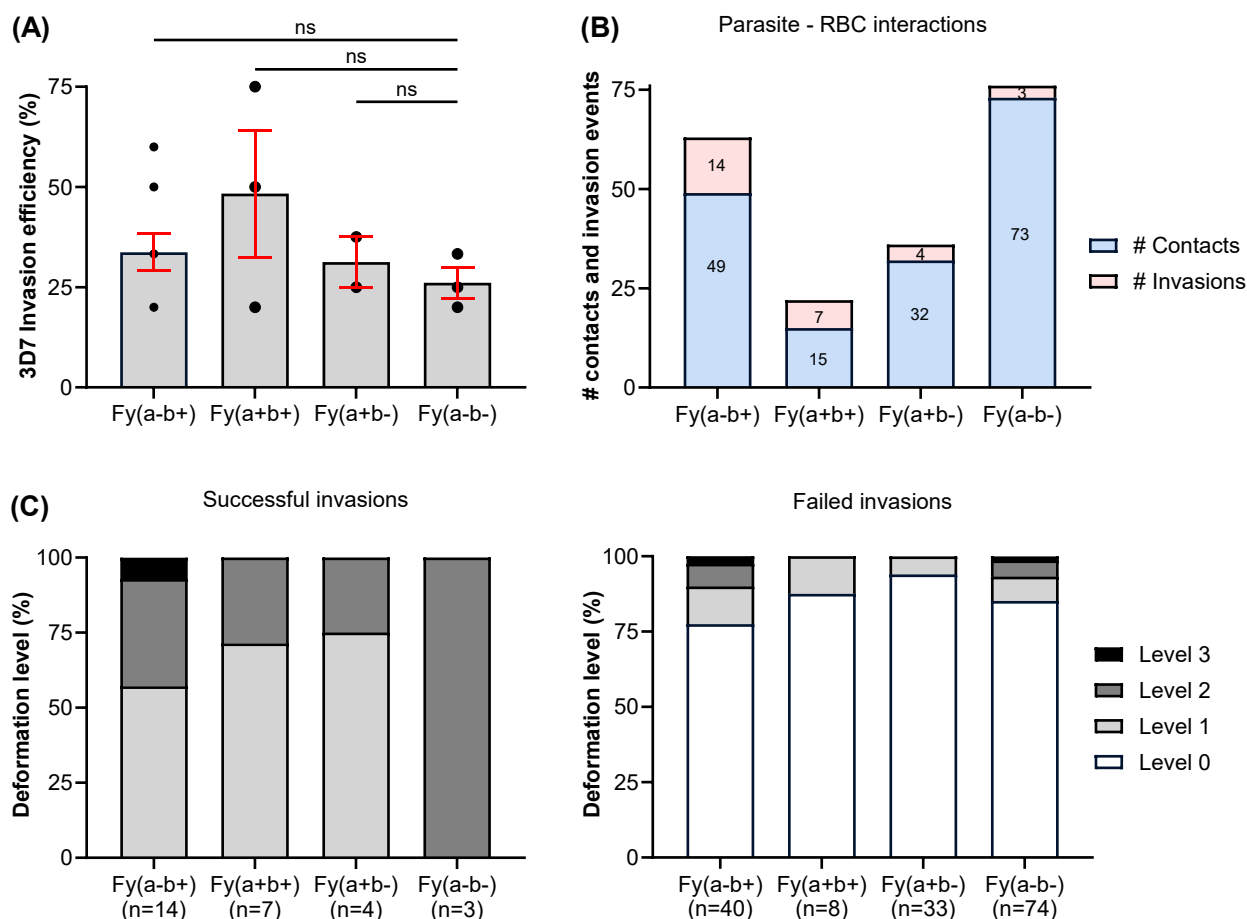 (A)
ns
ns
ns
3D7 Invasion efficiency (%)
75
50
25
0
Fy(a-b+) Fy(a+b+) Fy(a+b-) Fy(a-b-)
(B)
Parasite - RBC interactions
# contacts and invasion events
75
50
25
0
14
49
7
15
4
32
3
73
Fy(a-b+) Fy(a+b+) Fy(a+b-) Fy(a-b-)
# Contacts
# Invasions
(C)
Successful invasions
Deformation level (%)
100
75
50
25
0
Fy(a-b+) Fy(a+b+) Fy(a+b-) Fy(a-b-)
(n=14) (n=7) (n=4) (n=3)
Failed invasions
Deformation level (%)
100
75
50
25
0
Fy(a-b+) Fy(a+b+) Fy(a+b-) Fy(a-b-)
(n=40) (n=8) (n=33) (n=74)
Level 3
Level 2
Level 1
Level 0